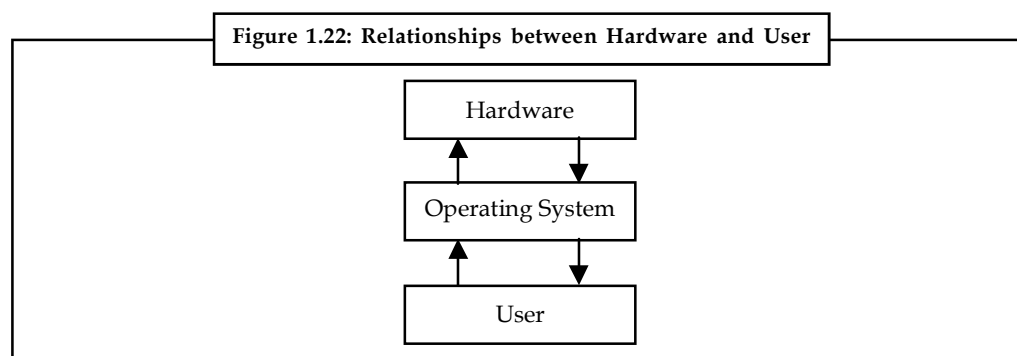 Figure 1.22: Relationships between Hardware and User
Hardware
Operating System
User